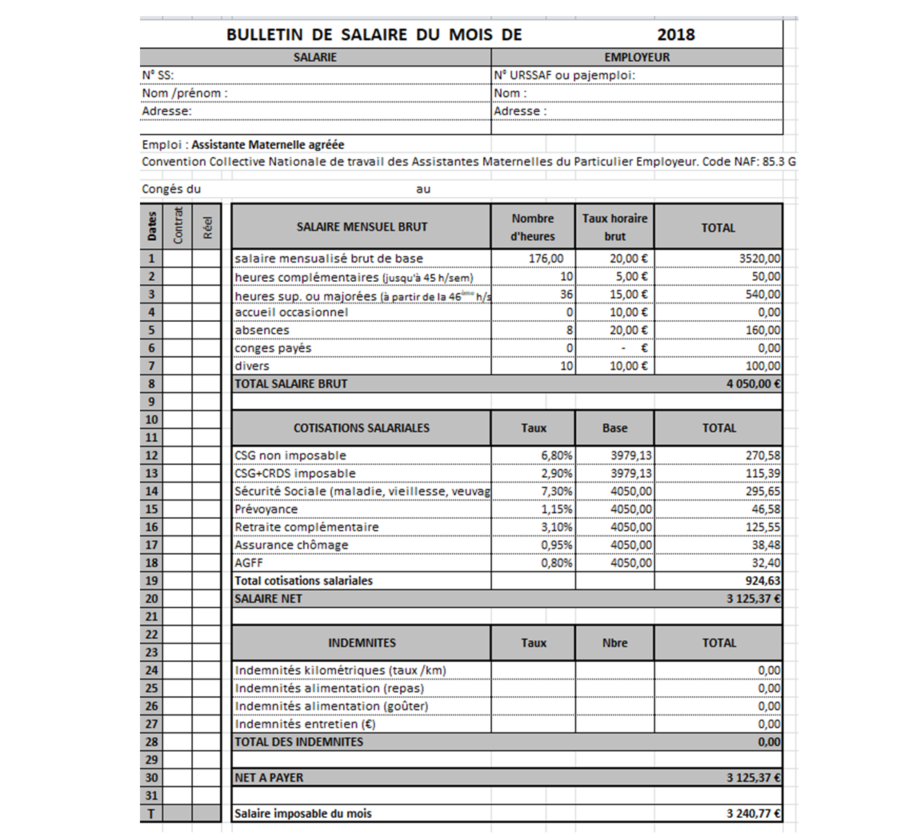 BULLETIN DE SALAIRE DU MOIS DE 2018
SALARIE EMPLOYEUR
N° SS: N° URSSAF ou pajemploi:
Nom /prénom : Nom :
Adresse: Adresse :
Emploi : Assistante Maternelle agréée
Convention Collective Nationale de travail des Assistantes Maternelles du Particulier Employeur. Code NAF: 85.3 G
Congés du au
Dates Contrat Réel SALAIRE MENSUEL BRUT Nombre d'heures Taux horaire brut TOTAL
1 salaire mensualisé brut de base 176,00 20,00 € 3520,00
2 heures complémentaires (jusqu'à 45 h/sem) 10 5,00 € 50,00
3 heures sup. ou majorées (à partir de la 46ème h/s 36 15,00 € 540,00
4 accueil occasionnel 0 10,00 € 0,00
5 absences 8 20,00 € 160,00
6 conges payés 0 - € 0,00
7 divers 10 10,00 € 100,00
8 TOTAL SALAIRE BRUT 4 050,00 €
9
10
COTISATIONS SALARIALES Taux Base TOTAL
11
12 CSG non imposable 6,80% 3979,13 270,58
13 CSG+CRDS imposable 2,90% 3979,13 115,39
14 Sécurité Sociale (maladie, vieillesse, veuvag 7,30% 4050,00 295,65
15 Prévoyance 1,15% 4050,00 46,58
16 Retraite complémentaire 3,10% 4050,00 125,55
17 Assurance chômage 0,95% 4050,00 38,48
18 AGFF 0,80% 4050,00 32,40
19 Total cotisations salariales 924,63
20 SALAIRE NET 3 125,37 €
21
22
INDEMNITES Taux Nbre TOTAL
23
24 Indemnités kilométriques (taux /km) 0,00
25 Indemnités alimentation (repas) 0,00
26 Indemnités alimentation (goûter) 0,00
27 Indemnités entretien (€) 0,00
28 TOTAL DES INDEMNITES 0,00
29
30 NET A PAYER 3 125,37 €
31
T Salaire imposable du mois 3 240,77 €